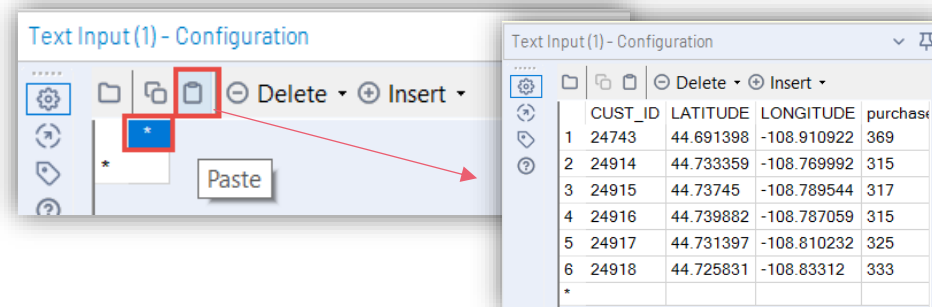 Text Input (1) - Configuration
Delete Insert
*
*
Paste
Text Input (1) - Configuration
Delete Insert
CUST_ID LATITUDE LONGITUDE purchase
1 24743 44.691398 -108.910922 369
2 24914 44.733359 -108.769992 315
3 24915 44.73745 -108.789544 317
4 24916 44.739882 -108.787059 315
5 24917 44.731397 -108.810232 325
6 24918 44.725831 -108.83312 333
*